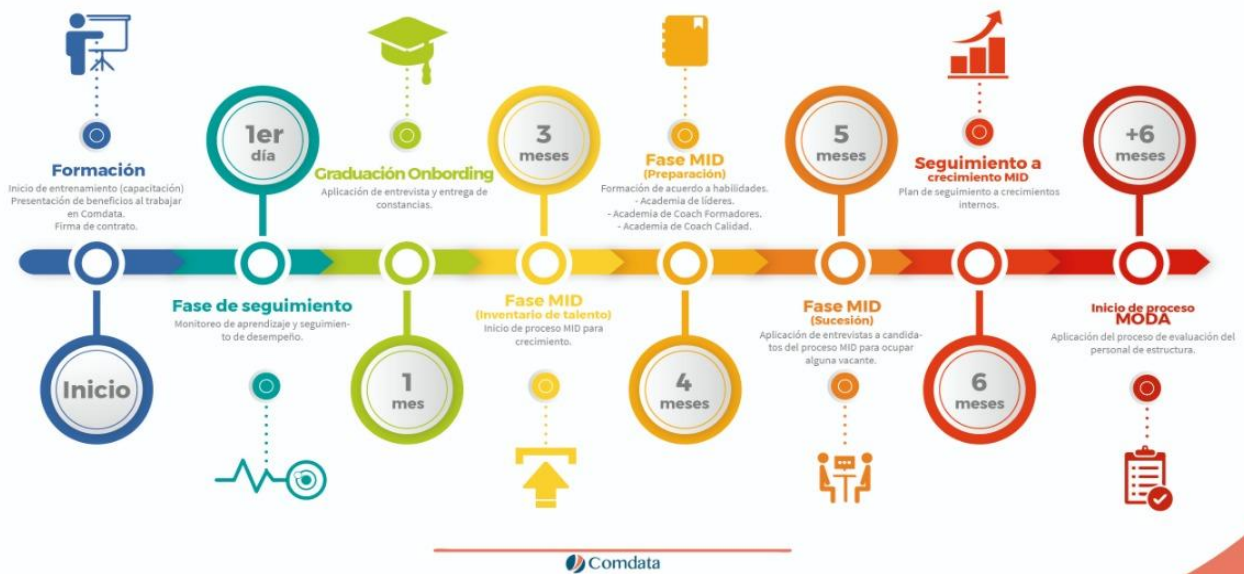 Inicio
Formación
Inicio de entrenamiento (capacitación)
Presentación de beneficios al trabajar
en Comdata.
Firma de contrato.
1er
día
Fase de seguimiento
Monitoreo de aprendizaje y seguimien-
to de desempeño.
1
mes
Graduación Onbording
Aplicación de entrevista y entrega de
constancias.
3
meses
Fase MID
(Inventario de talento)
Inicio de proceso MID para
crecimiento.
4
meses
Fase MID
(Preparación)
Formación de acuerdo a habilidades.
- Academia de líderes.
- Academia de Coach Formadores.
- Academia de Coach Calidad.
5
meses
Fase MID
(Sucesión)
Aplicación de entrevistas a candida-
tos del proceso MID para ocupar
alguna vacante.
6
meses
Seguimiento a
crecimiento MID
Plan de seguimiento a crecimientos
internos.
+6
meses
Inicio de proceso
MODA
Aplicación del proceso de evaluación del
personal de estructura.
Comdata